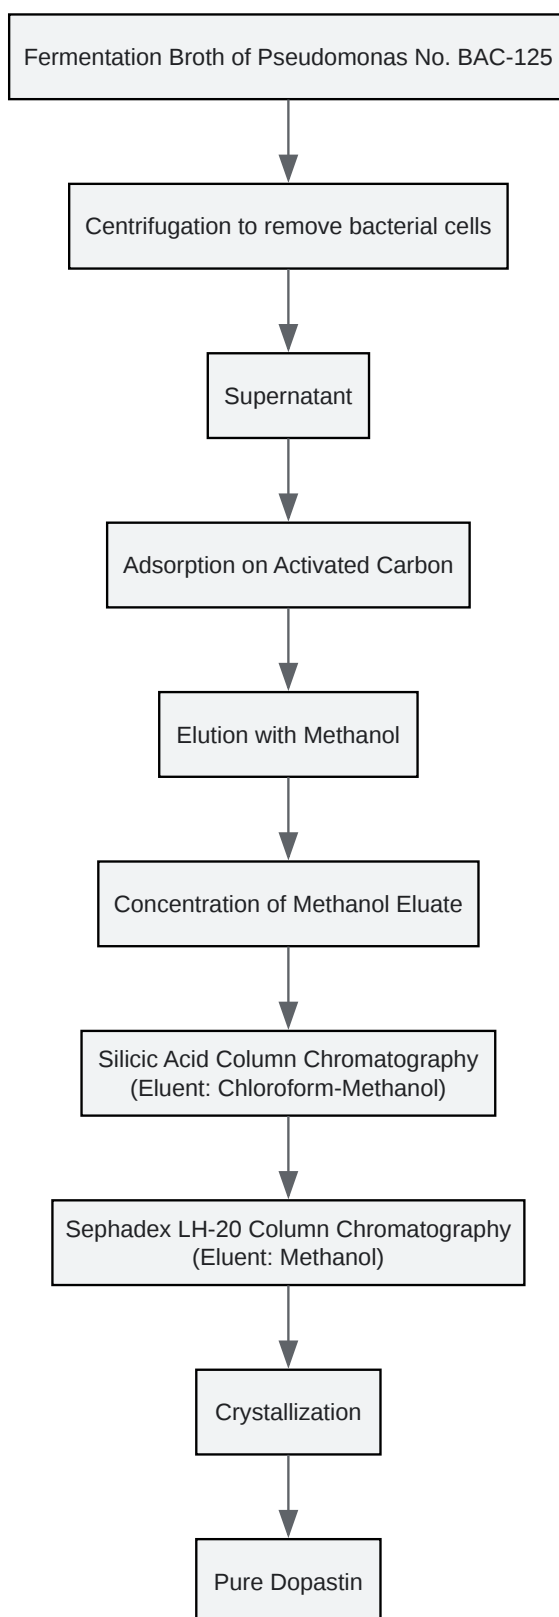 Fermentation Broth of Pseudomonas No. BAC-125
Centrifugation to remove bacterial cells
Supernatant
Adsorption on Activated Carbon
Elution with Methanol
Concentration of Methanol Eluate
Silicic Acid Column Chromatography
(Eluent: Chloroform-Methanol)
Sephadex LH-20 Column Chromatography
(Eluent: Methanol)
Crystallization
Pure Dopastin